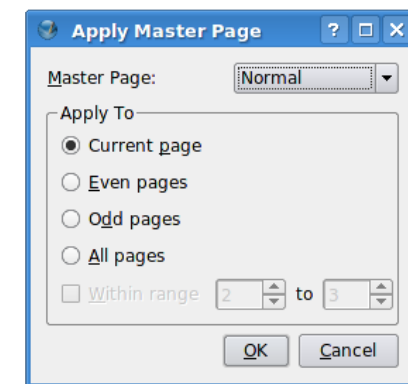 Apply Master Page ?
Master Page: Normal
Apply To
Current page
Even pages
Odd pages
All pages
Within range 2 to 3
OK Cancel